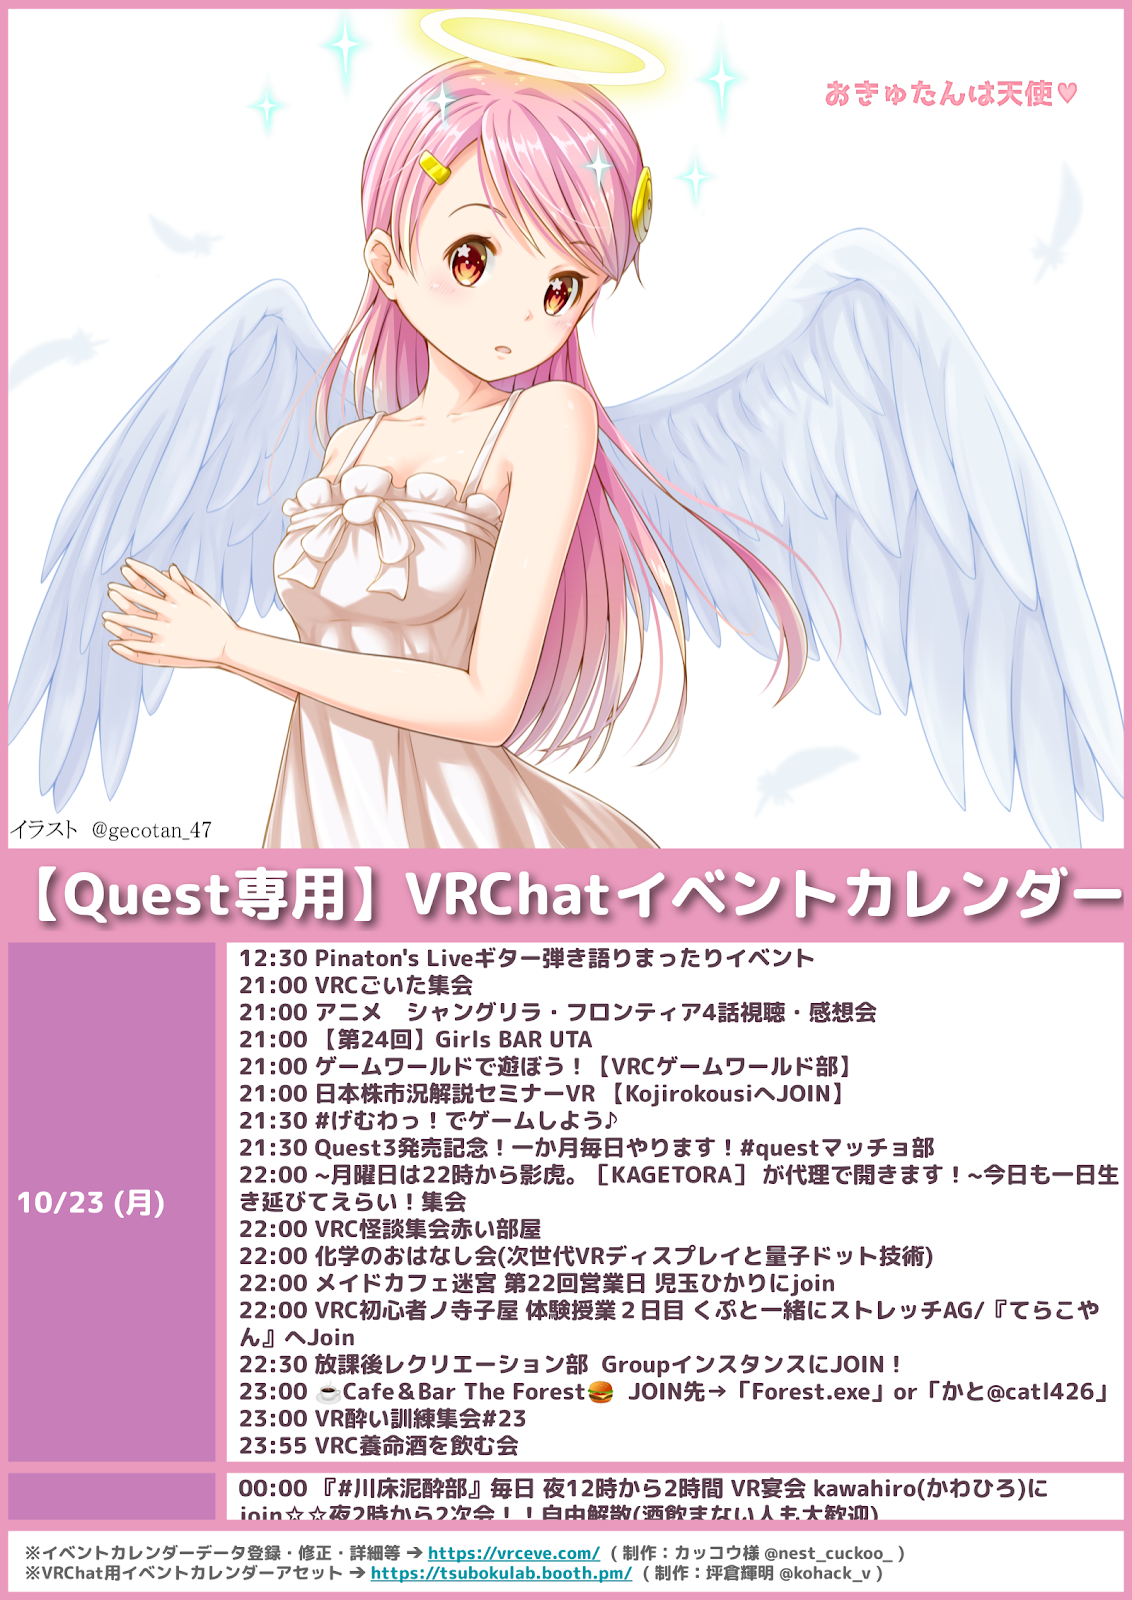 おきゅたんは天使♥
イラスト @gecotan_47
【Quest専用】VRChatイベントカレンダー
10/23 (月)
12:30 Pinaton's Liveギター弾き語りまったりイベント
21:00 VRCごいた集会
21:00 アニメ　シャングリラ・フロンティア4話視聴・感想会
21:00 【第24回】Girls BAR UTA
21:00 ゲームワールドで遊ぼう！【VRCゲームワールド部】
21:00 日本株市況解説セミナーVR 【KojirokousiへJOIN】
21:30 #げむわっ！でゲームしよう♪
21:30 Quest3発売記念！一か月毎日やります！#questマッチョ部
22:00 ~月曜日は22時から影虎。［KAGETORA］ が代理で開きます！~今日も一日生
き延びてえらい！集会
22:00 VRC怪談集会赤い部屋
22:00 化学のおはなし会(次世代VRディスプレイと量子ドット技術)
22:00 メイドカフェ迷宮 第22回営業日 児玉ひかりにjoin
22:00 VRC初心者ノ寺子屋 体験授業２日目 くぷと一緒にストレッチAG/『てらこや
ん』へJoin
22:30 放課後レクリエーション部 GroupインスタンスにJOIN！
23:00 ☕Cafe＆Bar The Forest🍔 JOIN先→「Forest.exe」or「かと@catl426」
23:00 VR酔い訓練集会#23
23:55 VRC養命酒を飲む会
00:00 『#川床泥酔部』毎日 夜12時から2時間 VR宴会 kawahiro(かわひろ)に
join☆☆夜2時から2次会！！自由解散(酒飲まない人も大歓迎)
※イベントカレンダーデータ登録・修正・詳細等 ➔ https://vrceve.com/ ( 制作：カッコウ様 @nest_cuckoo_ )
※VRChat用イベントカレンダーアセット ➔ https://tsubokulab.booth.pm/ ( 制作：坪倉輝明 @kohack_v )